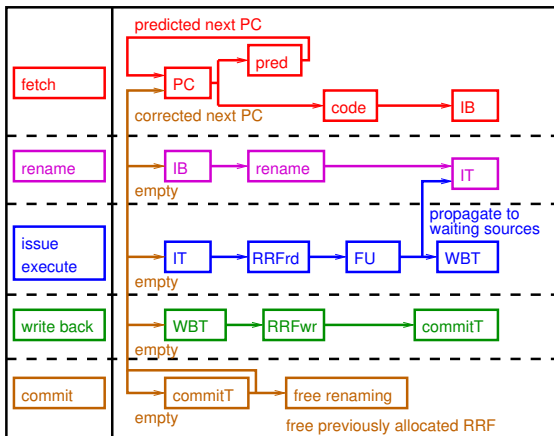 predicted next PC
pred
fetch
PC
code
IB
corrected next PC
rename
IB
rename
IT
empty
propagate to
waiting sources
issue
execute
IT
RRFrd
FU
WBT
empty
write back
WBT
RRFwr
commitT
empty
commit
commitT
free renaming
empty
free previously allocated RRF